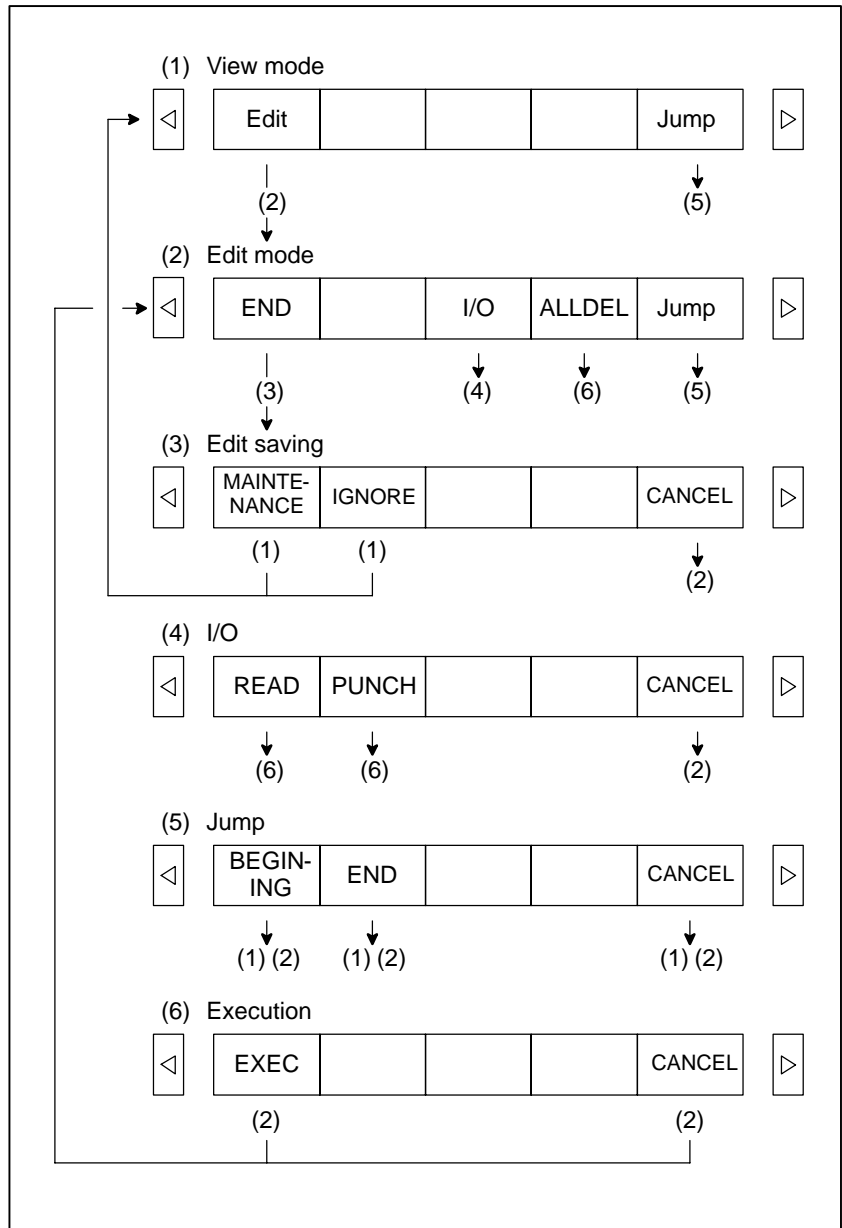 (1) View mode
Edit Jump
(2) (5)
(2) Edit mode
END I/O ALLDEL Jump
(3) (4) (6) (5)
(3) Edit saving
MAINTE-
NANCE IGNORE CANCEL
(1) (1) (2)
(4) I/O
READ PUNCH CANCEL
(6) (6) (2)
(5) Jump
BEGIN-
ING END CANCEL
(1) (2) (1) (2) (1) (2)
(6) Execution
EXEC CANCEL
(2) (2)